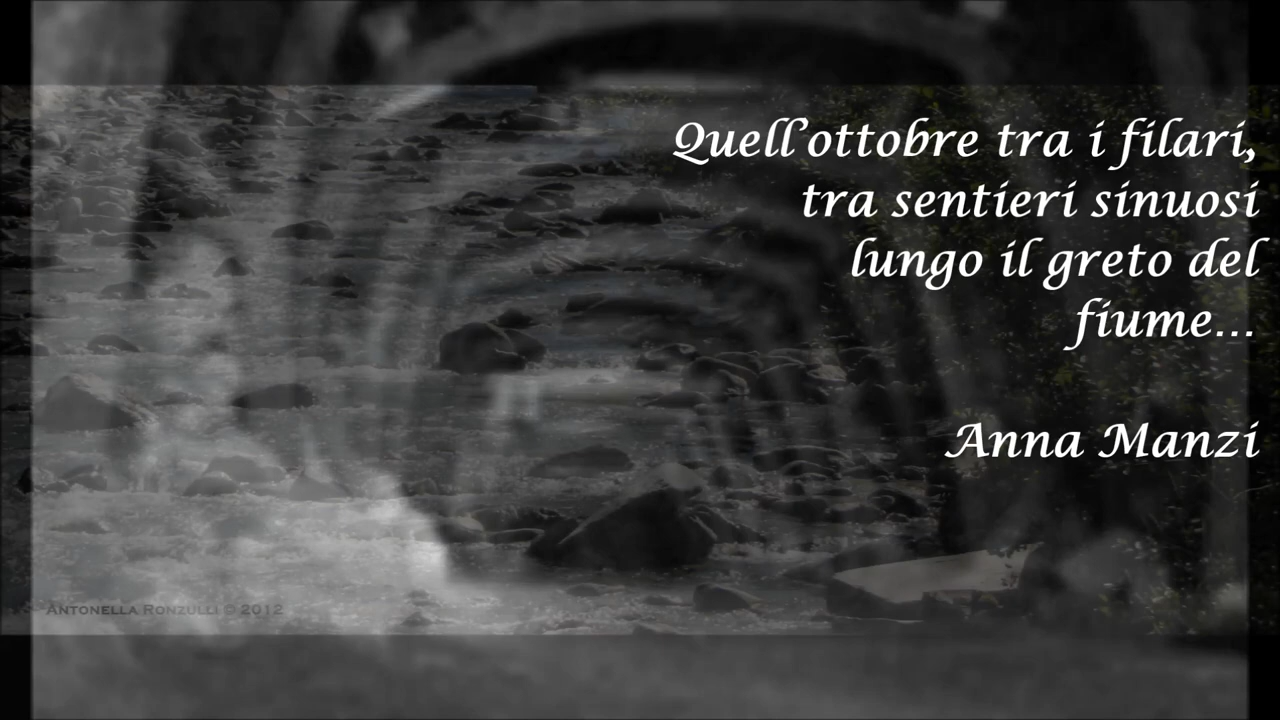 Quell'ottobre tra i filari,
tra sentieri sinuosi
lungo il greto del
fiume...
Anna Manzi
Antonella Ronzulli © 2012